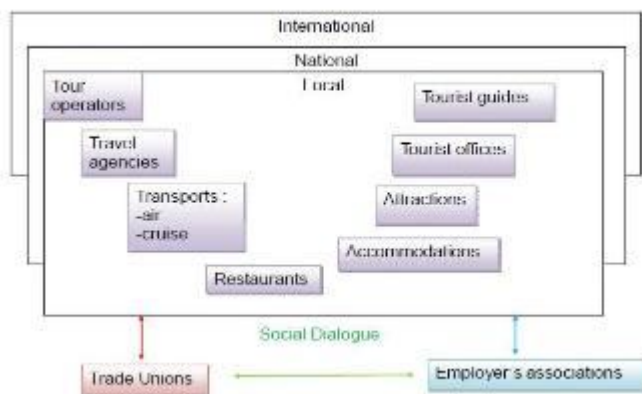 International
National
Local
Tour
operators
Tourist guides
Travel
agencies
Tourist offices
Transports :
-air
-cruise
Attractions
Accommodations
Restaurants
Social Dialogue
Trade Unions
Employer's associations